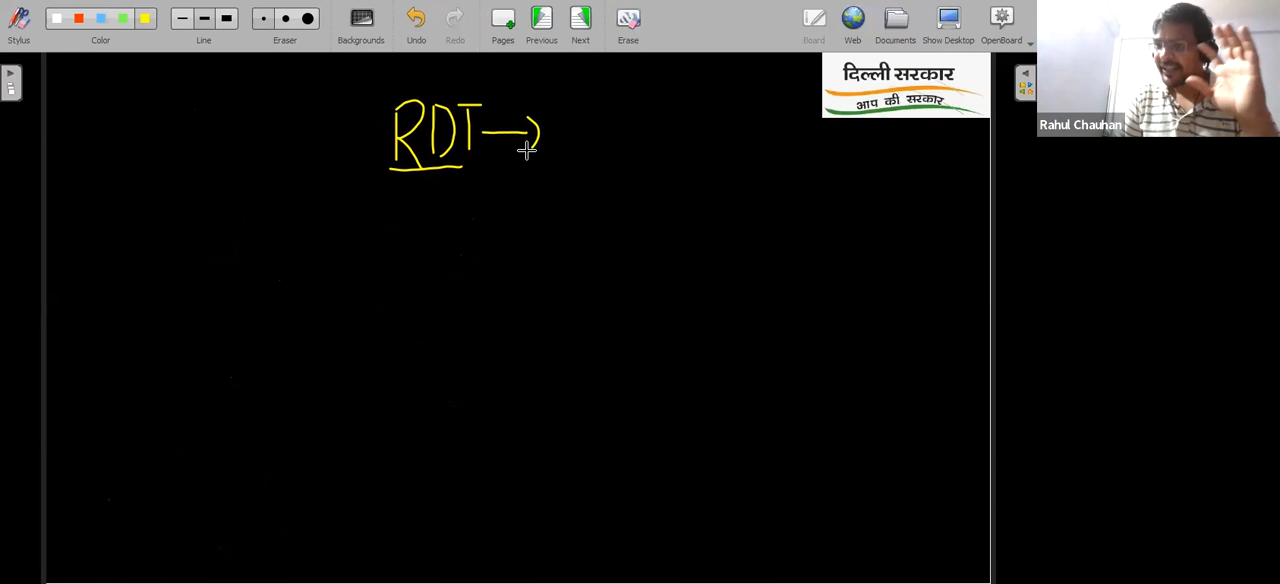 Stylus
Color
Line
Eraser
Backgrounds
Undo
Redo
Pages
Previous
Next
Erase
Board
Web
Documents
Show Desktop
OpenBoard
दिल्ली सरकार
आप की सरकार
Rahul Chauhan
RDT→